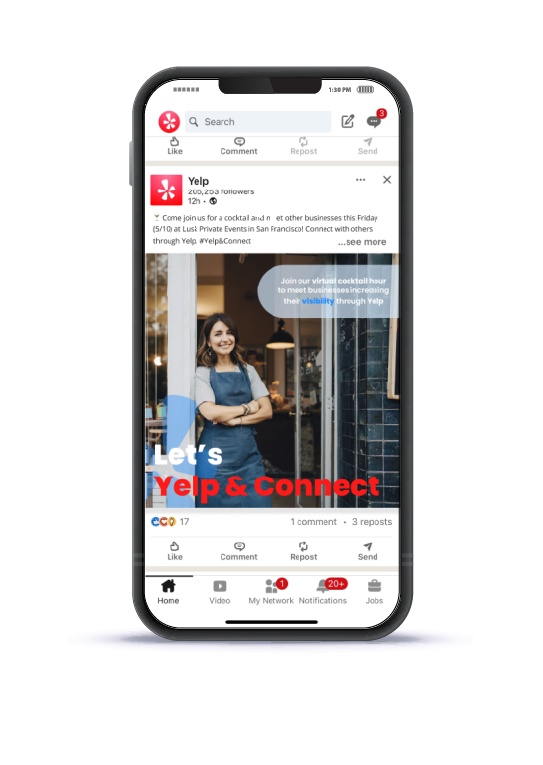 1:30 PM
Search
3
Like Comment Repost Send
Yelp
205,253 followers
12h •
Come join us for a cocktail and m et other businesses this Friday
(5/10) at Lusk Private Events in San Francisco! Connect with others
through Yelp. #Yelp&Connect
...see more
Join our virtual cocktail hour
to meet businesses increasing
their visibility through Yelp
Let's
Yelp & Connect
17
1 comment • 3 reposts
Like Comment Repost Send
1
20+
Home Video My Network Notifications Jobs